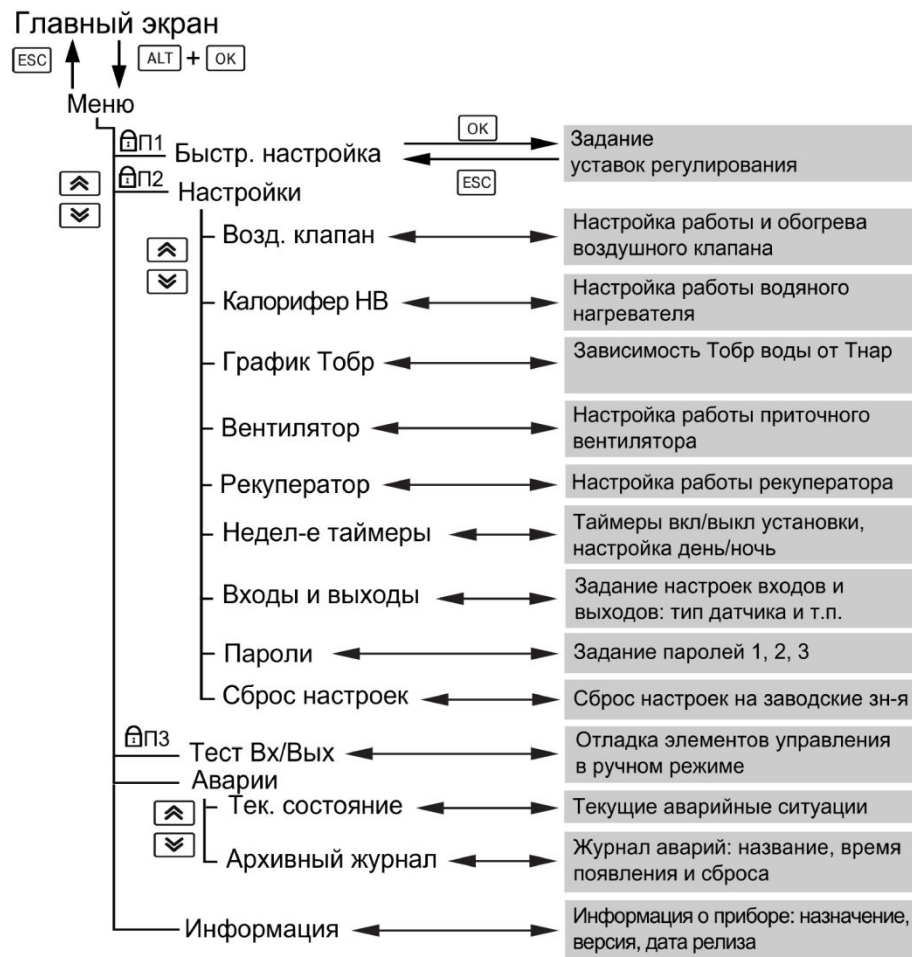 Главный экран
ESC ALT + OK
Меню
П1 Быстр. настройка OK ESC Задание
уставок регулирования
П2 Настройки
Возд. клапан Настройка работы и обогрева
воздушного клапана
Калорифер НВ Настройка работы водяного
нагревателя
График Тобр Зависимость Тобр воды от Тнар
Вентилятор Настройка работы приточного
вентилятора
Рекуператор Настройка работы рекуператора
Недел-е таймеры Таймеры вкл/выкл установки,
настройка день/ночь
Входы и выходы Задание настроек входов и
выходов: тип датчика и т.п.
Пароли Задание паролей 1, 2, 3
Сброс настроек Сброс настроек на заводские зн-я
П3 Тест Вх/Вых Отладка элементов управления
в ручном режиме
Аварии
Тек. состояние Текущие аварийные ситуации
Архивный журнал Журнал аварий: название, время
появления и сброса
Информация Информация о приборе: назначение,
версия, дата релиза